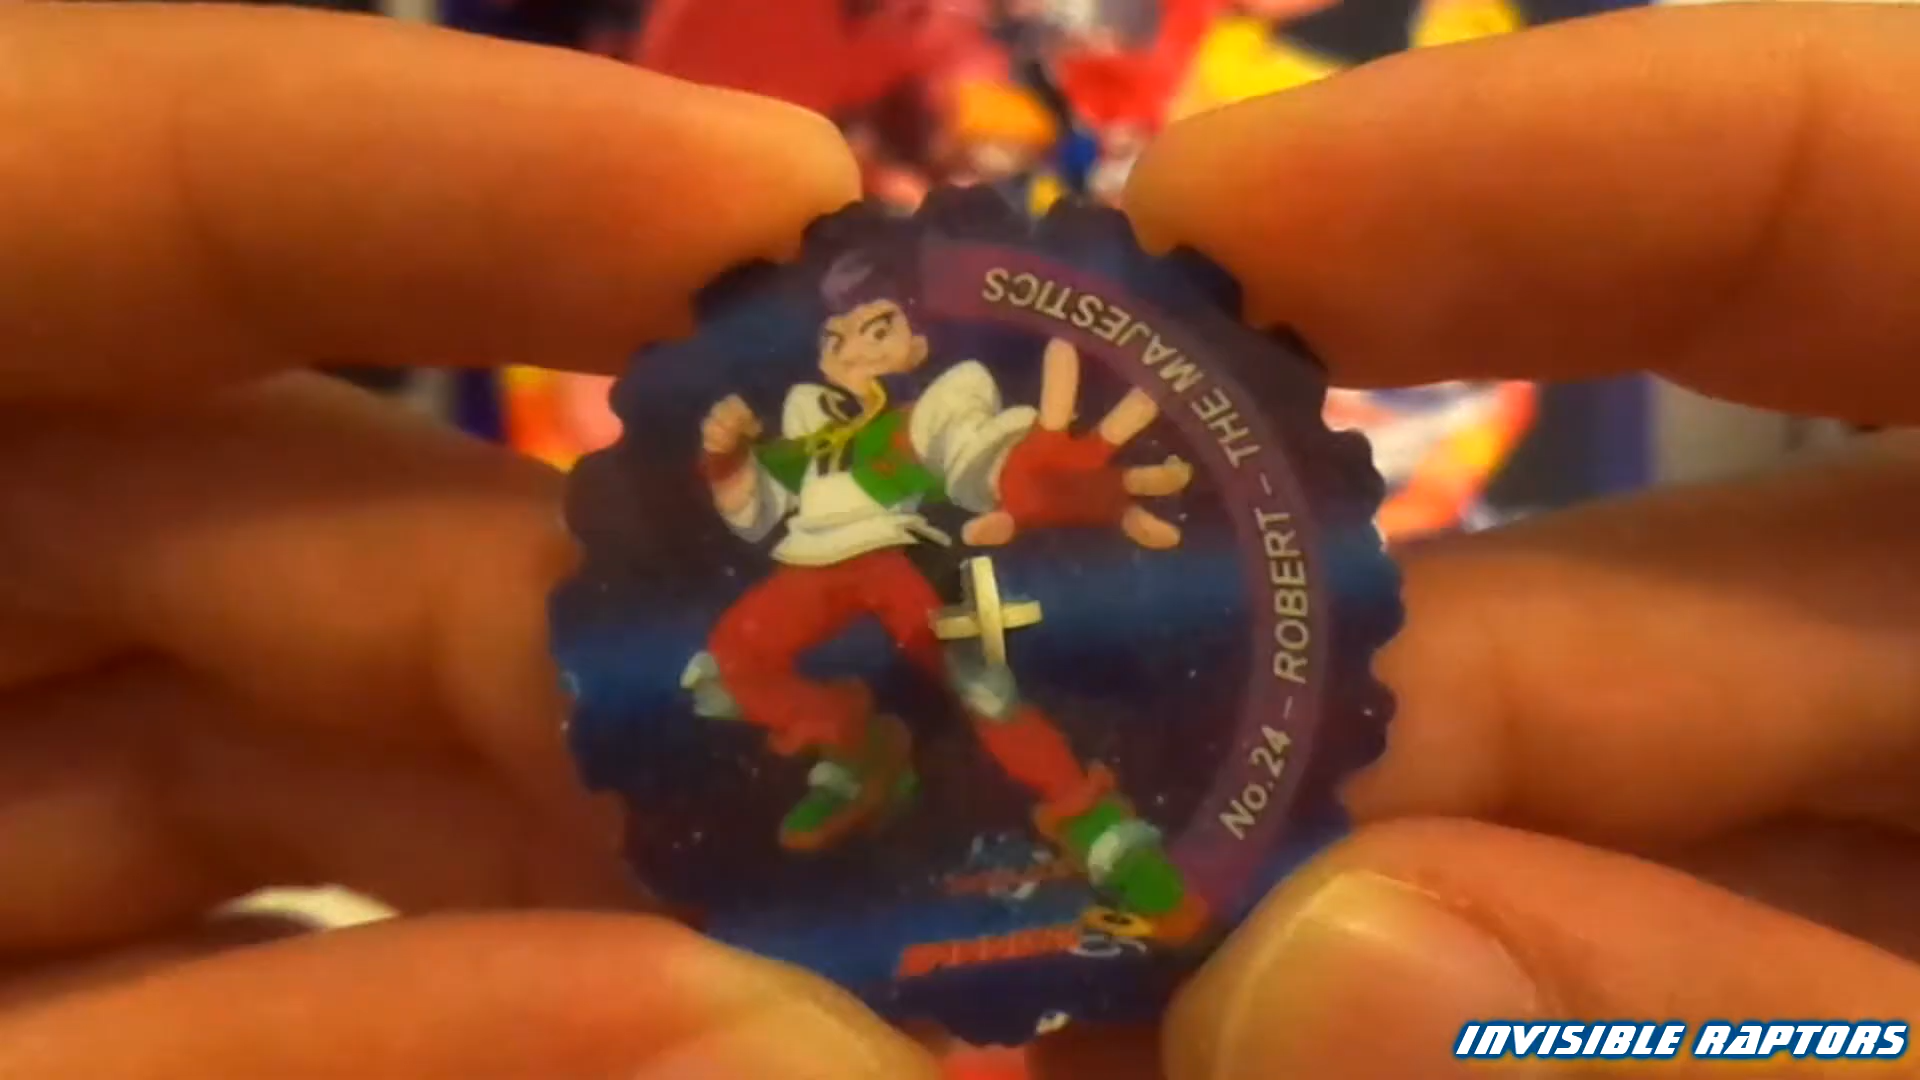 No.24 – ROBERT – THE MAJESTICS
INVISIBLE RAPTORS